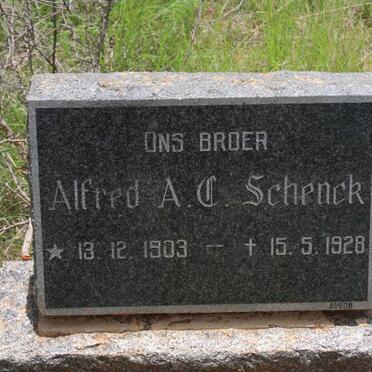 ONS BROER
Alfred A. C. Schenck
★ 13. 12. 1903 -- ✝ 15. 5. 1928